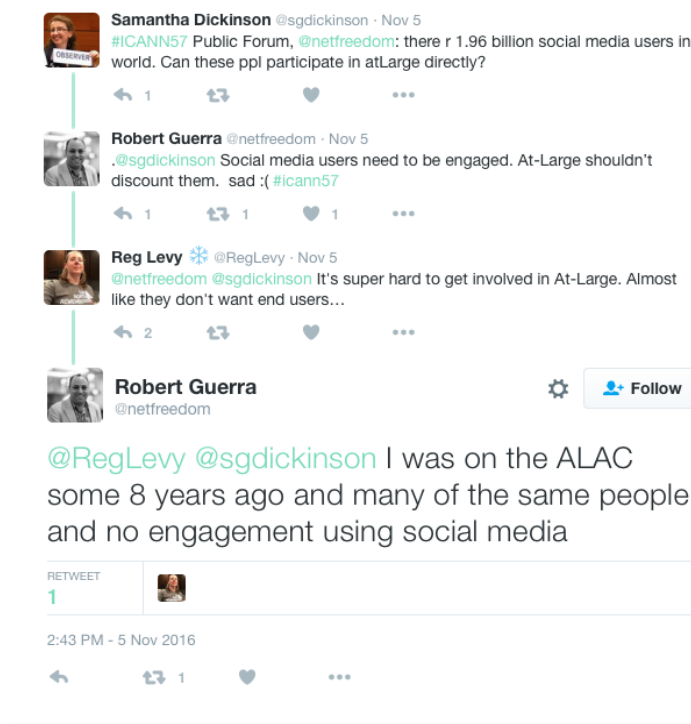 Samantha Dickinson @sgdickinson · Nov 5
#ICANN57 Public Forum, @netfreedom: there r 1.96 billion social media users in
world. Can these ppl participate in atLarge directly?
OBSERVER
1
Robert Guerra @netfreedom · Nov 5
.@sgdickinson Social media users need to be engaged. At-Large shouldn't
discount them. sad :( #icann57
1 1 1
Reg Levy ❄ @RegLevy · Nov 5
@netfreedom @sgdickinson It's super hard to get involved in At-Large. Almost
like they don't want end users…
2
Robert Guerra
@netfreedom
Follow
@RegLevy @sgdickinson I was on the ALAC
some 8 years ago and many of the same people
and no engagement using social media
RETWEET
1
2:43 PM - 5 Nov 2016
1